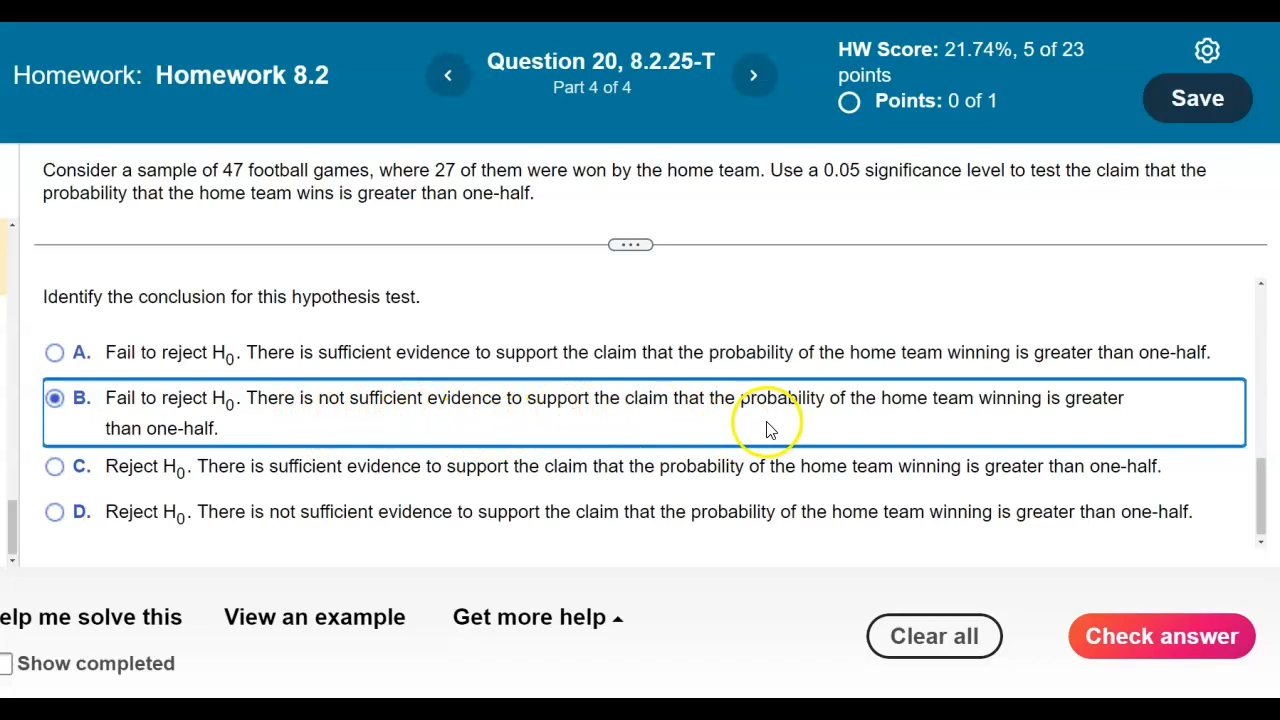 Homework: Homework 8.2
Question 20, 8.2.25-T
Part 4 of 4
HW Score: 21.74%, 5 of 23
points
Points: 0 of 1
Save
Consider a sample of 47 football games, where 27 of them were won by the home team. Use a 0.05 significance level to test the claim that the
probability that the home team wins is greater than one-half.
Identify the conclusion for this hypothesis test.
A. Fail to reject H0. There is sufficient evidence to support the claim that the probability of the home team winning is greater than one-half.
B. Fail to reject H0. There is not sufficient evidence to support the claim that the probability of the home team winning is greater
than one-half.
C. Reject H0. There is sufficient evidence to support the claim that the probability of the home team winning is greater than one-half.
D. Reject H0. There is not sufficient evidence to support the claim that the probability of the home team winning is greater than one-half.
elp me solve this
View an example
Get more help
Clear all
Check answer
Show completed